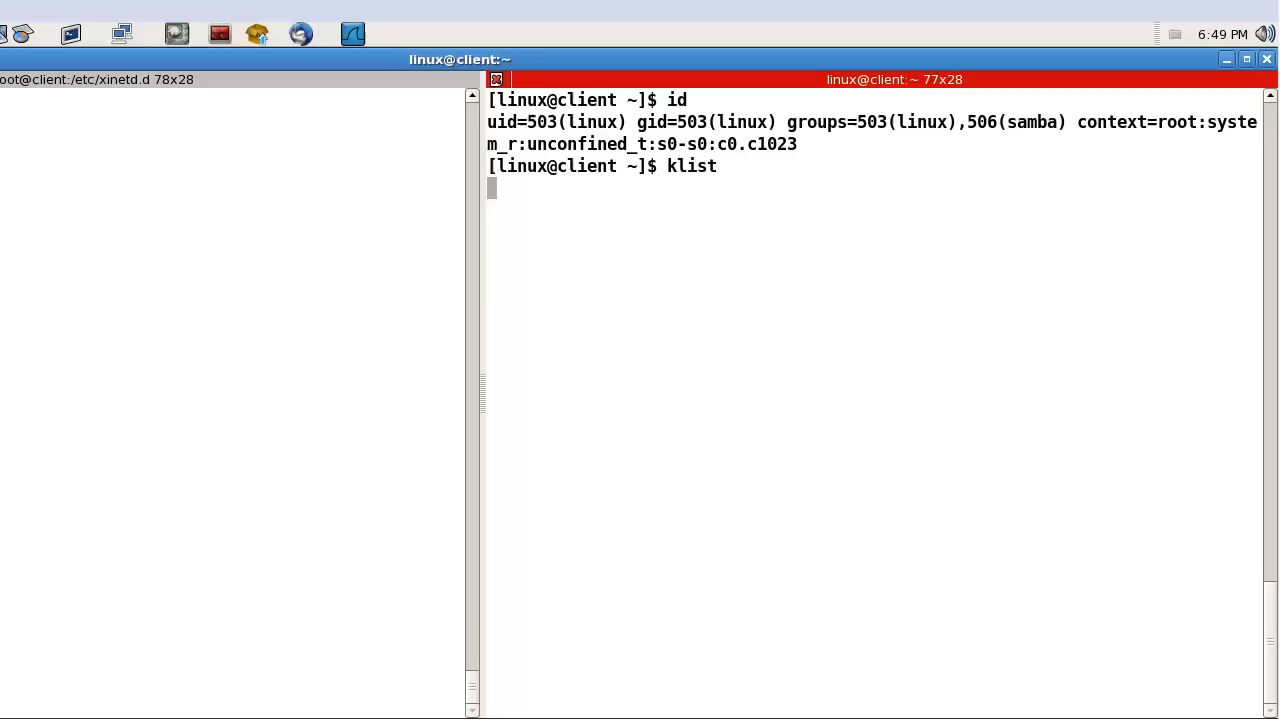 6:49 PM
linux@client:~
oot@client:/etc/xinetd.d 78x28
linux@client:~ 77x28
[linux@client ~]$ id
uid=503(linux) gid=503(linux) groups=503(linux),506(samba) context=root:syste
m_r:unconfined_t:s0-s0:c0.c1023
[linux@client ~]$ klist